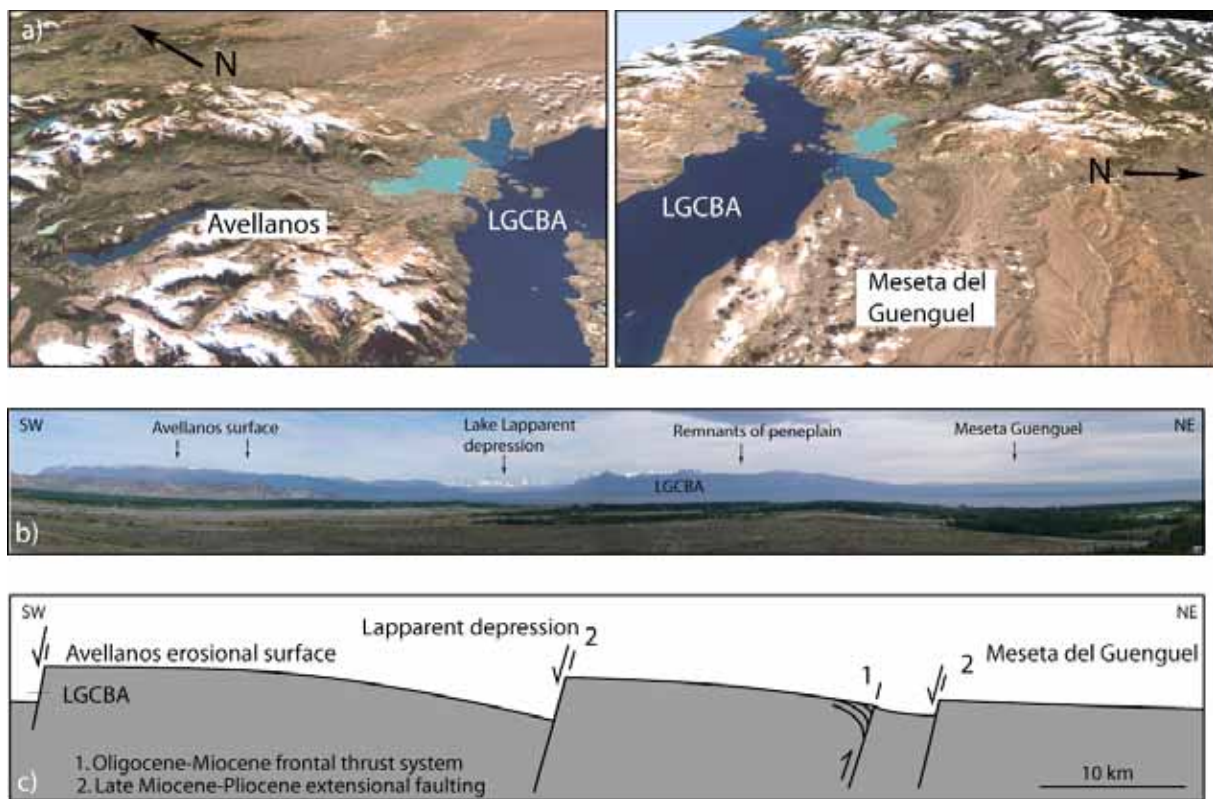 a)
N
Avellanos
LGCBA
LGCBA
N
Meseta del
Guenguel
SW
Avellanos surface
Lake Lapparent
depression
Remnants of peneplain
Meseta Guenguel
NE
LGCBA
b)
SW
Lapparent depression
2
NE
Avellanos erosional surface
1
2
Meseta del Guenguel
LGCBA
1. Oligocene-Miocene frontal thrust system
2. Late Miocene-Pliocene extensional faulting
10 km
c)